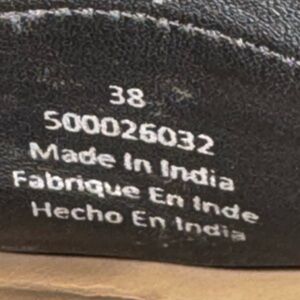 38
500026032
Made In India
Fabrique En Inde
Hecho En India